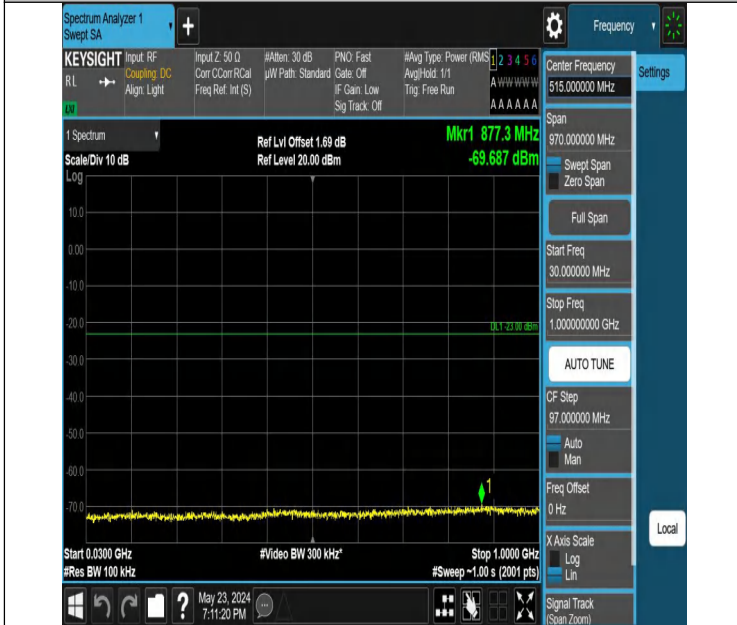 Spectrum Analyzer 1
Swept SA
+
Frequency
KEYSIGHT Input: RF Input Z: 50 Ω #Atten: 30 dB PNO: Fast #Avg Type: Power (RMS 1 2 3 4 5 6
RL Coupling: DC Corr CCorr RCal µW Path: Standard Gate: Off Avg|Hold: 1/1 A W W W W W
Align: Light Freq Ref: Int (S) IF Gain: Low Trig: Free Run
Sig Track: Off A A A A A A
1 Spectrum
Ref Lvl Offset 1.69 dB
Mkr1 877.3 MHz
Scale/Div 10 dB Ref Level 20.00 dBm -69.687 dBm
Log
10.0
0.00
-10.0
-20.0
DL1 -23.00 dBm
-30.0
-40.0
-50.0
-60.0
1
-70.0
Start 0.0300 GHz #Video BW 300 kHz* Stop 1.0000 GHz
#Res BW 100 kHz #Sweep ~1.00 s (2001 pts)
Center Frequency
515.000000 MHz
Settings
Span
970.000000 MHz
Swept Span
Zero Span
Full Span
Start Freq
30.000000 MHz
Stop Freq
1.000000000 GHz
AUTO TUNE
CF Step
97.000000 MHz
Auto
Man
Freq Offset
0 Hz
Local
X Axis Scale
Log
Lin
Signal Track
(Span Zoom)
?
May 23, 2024
7:11:20 PM